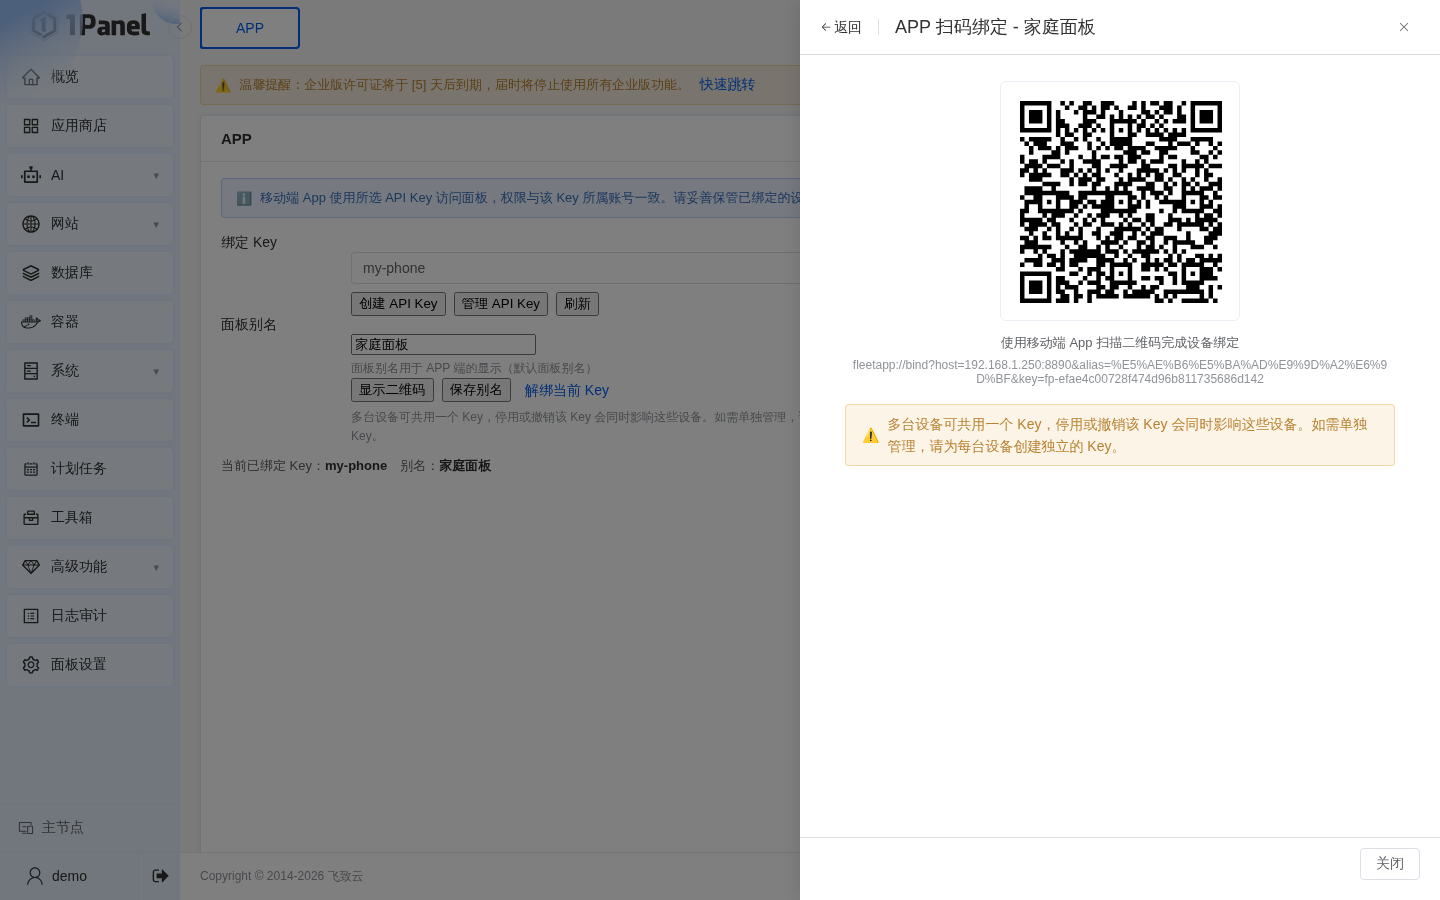 1Panel
概览
应用商店
AI
网站
数据库
容器
系统
终端
计划任务
工具箱
高级功能
日志审计
面板设置
主节点
demo
APP
温馨提醒：企业版许可证将于 [5] 天后到期，届时将停止使用所有企业版功能。 快速跳转
APP
移动端 App 使用所选 API Key 访问面板，权限与该 Key 所属账号一致。请妥善保管已绑定的设
绑定 Key
my-phone
创建 API Key 管理 API Key 刷新
面板别名
家庭面板
面板别名用于 APP 端的显示（默认面板别名）
显示二维码 保存别名 解绑当前 Key
多台设备可共用一个 Key，停用或撤销该 Key 会同时影响这些设备。如需单独管理，
Key。
当前已绑定 Key：my-phone 别名：家庭面板
Copyright © 2014-2026 飞致云
返回 APP 扫码绑定 - 家庭面板
使用移动端 App 扫描二维码完成设备绑定
fleetapp://bind?host=192.168.1.250:8890&alias=%E5%AE%B6%E5%BA%AD%E9%9D%A2%E6%9
D%BF&key=fp-efae4c00728f474d96b811735686d142
多台设备可共用一个 Key，停用或撤销该 Key 会同时影响这些设备。如需单独
管理，请为每台设备创建独立的 Key。
关闭